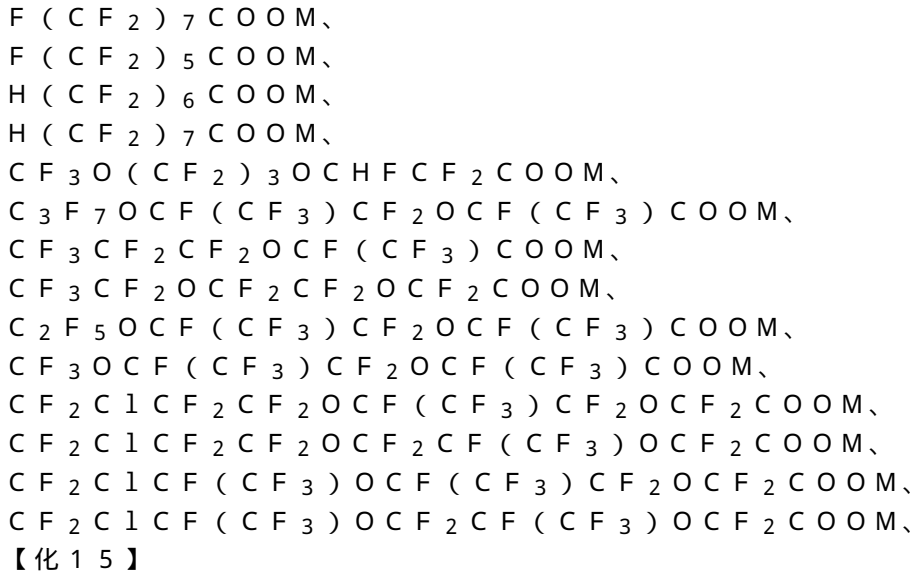 F(CF₂)₇COOM、
F(CF₂)₅COOM、
H(CF₂)₆COOM、
H(CF₂)₇COOM、
CF₃O(CF₂)₃OCHFCF₂COOM、
C₃F₇OCF(CF₃)CF₂OCF(CF₃)COOM、
CF₃CF₂CF₂OCF(CF₃)COOM、
CF₃CF₂OCF₂CF₂OCF₂COOM、
C₂F₅OCF(CF₃)CF₂OCF(CF₃)COOM、
CF₃OCF(CF₃)CF₂OCF(CF₃)COOM、
CF₂ClCF₂CF₂OCF(CF₃)CF₂OCF₂COOM、
CF₂ClCF₂CF₂OCF₂CF(CF₃)OCF₂COOM、
CF₂ClCF(CF₃)OCF(CF₃)CF₂OCF₂COOM、
CF₂ClCF(CF₃)OCF₂CF(CF₃)OCF₂COOM、
【化15】